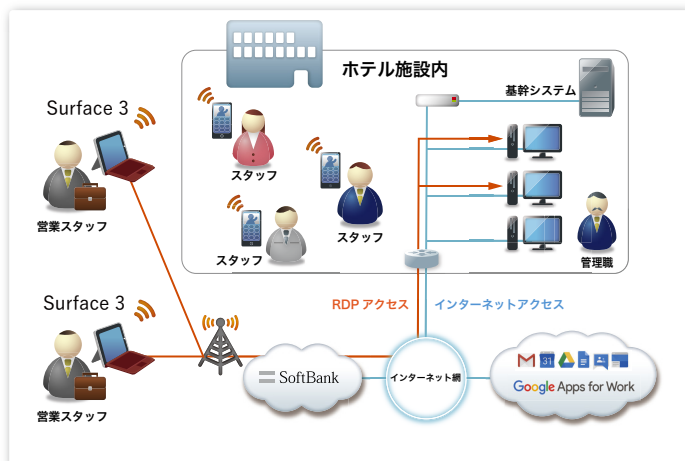 ホテル施設内
基幹システム
Surface 3
営業スタッフ
スタッフ
スタッフ
スタッフ
管理職
RDP アクセス
インターネットアクセス
Surface 3
営業スタッフ
SoftBank
インターネット網
31
Google Apps for Work